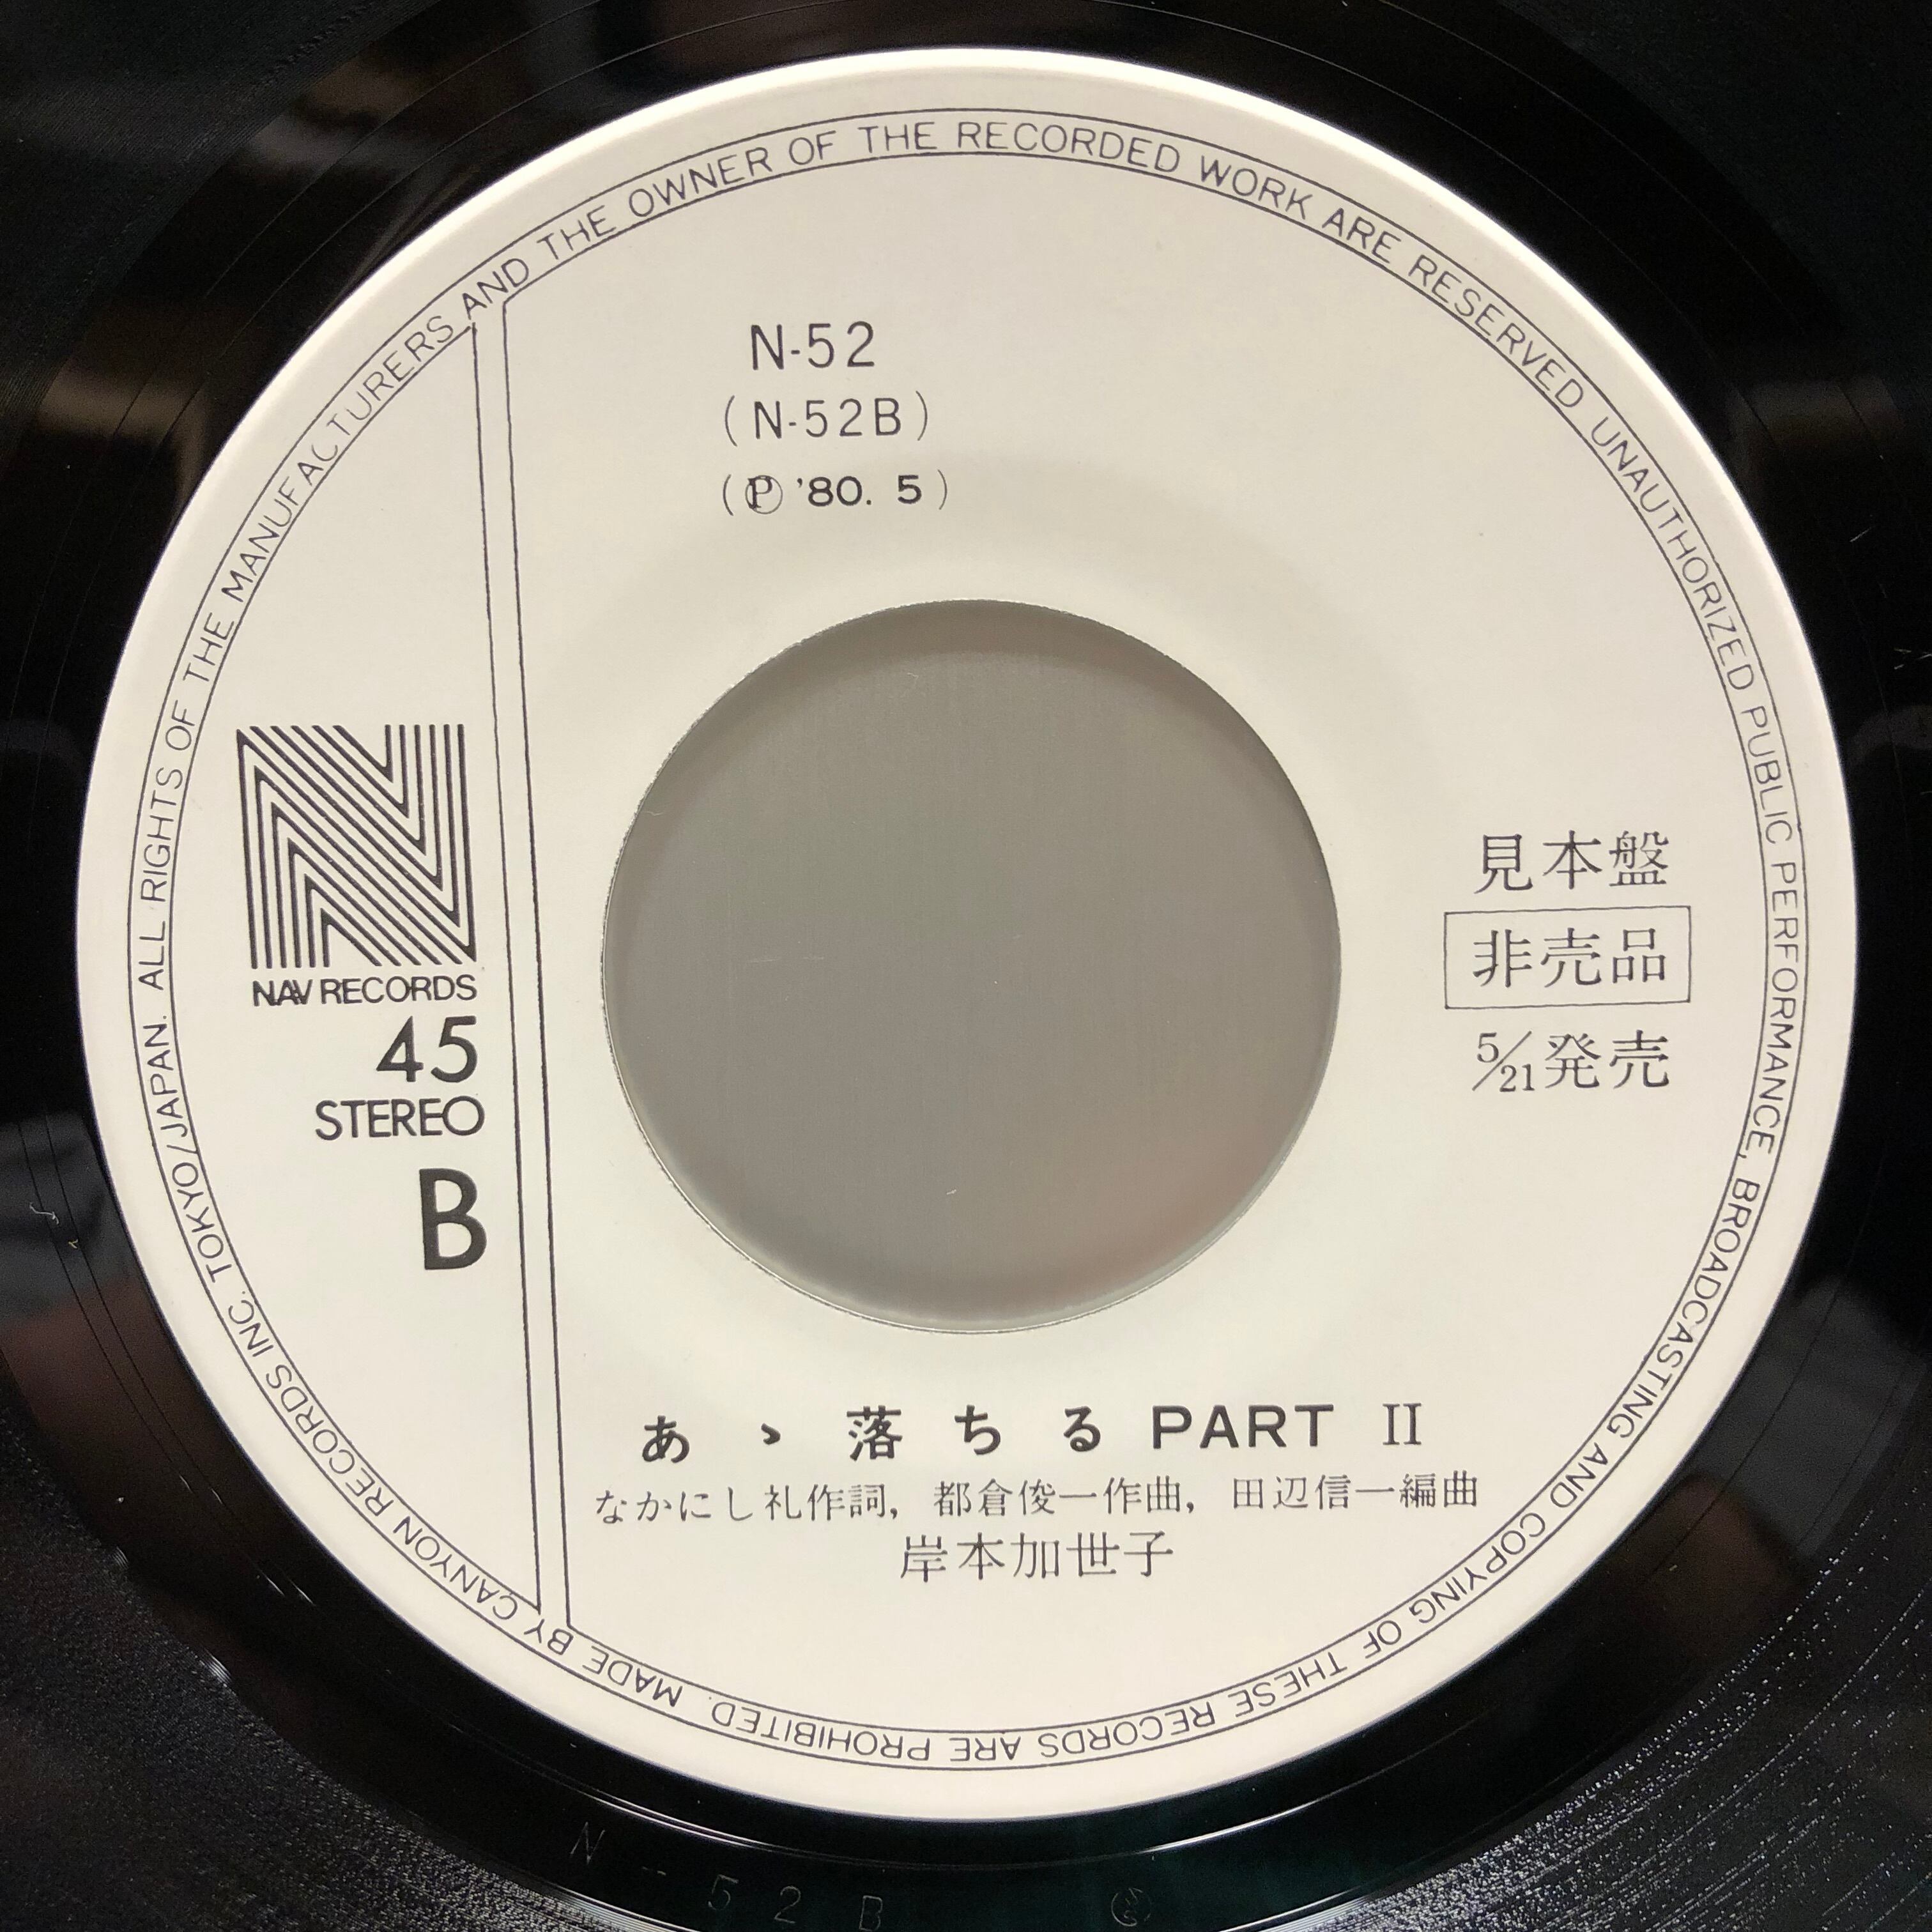 ALL RIGHTS OF THE MANUFACTURERS AND THE OWNER OF THE RECORDED WORK ARE RESERVED UNAUTHORIZED PUBLIC PERFORMANCE, BROADCASTING AND COPYING OF THESE RECORDS ARE PROHIBITED. MADE BY CANYON RECORDS INC. TOKYO/JAPAN.
N-52
(N-52B)
(Ⓟ '80. 5)
NAV RECORDS
45
STEREO
B
見本盤
非売品
5/21発売
あゝ落ちる PART II
なかにし礼作詞, 都倉俊一作曲, 田辺信一編曲
岸本加世子
N-52B